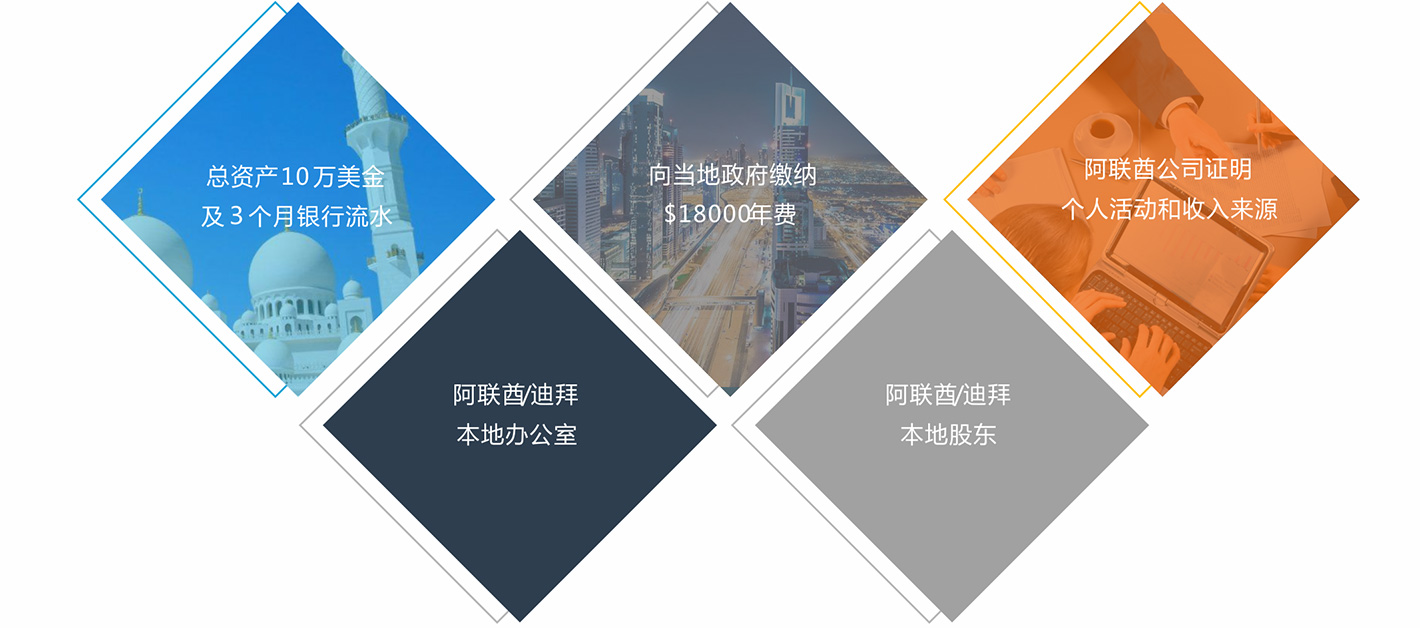 总资产10万美金
及3个月银行流水
向当地政府缴纳
$18000年费
阿联酋公司证明
个人活动和收入来源
阿联酋/迪拜
本地办公室
阿联酋/迪拜
本地股东